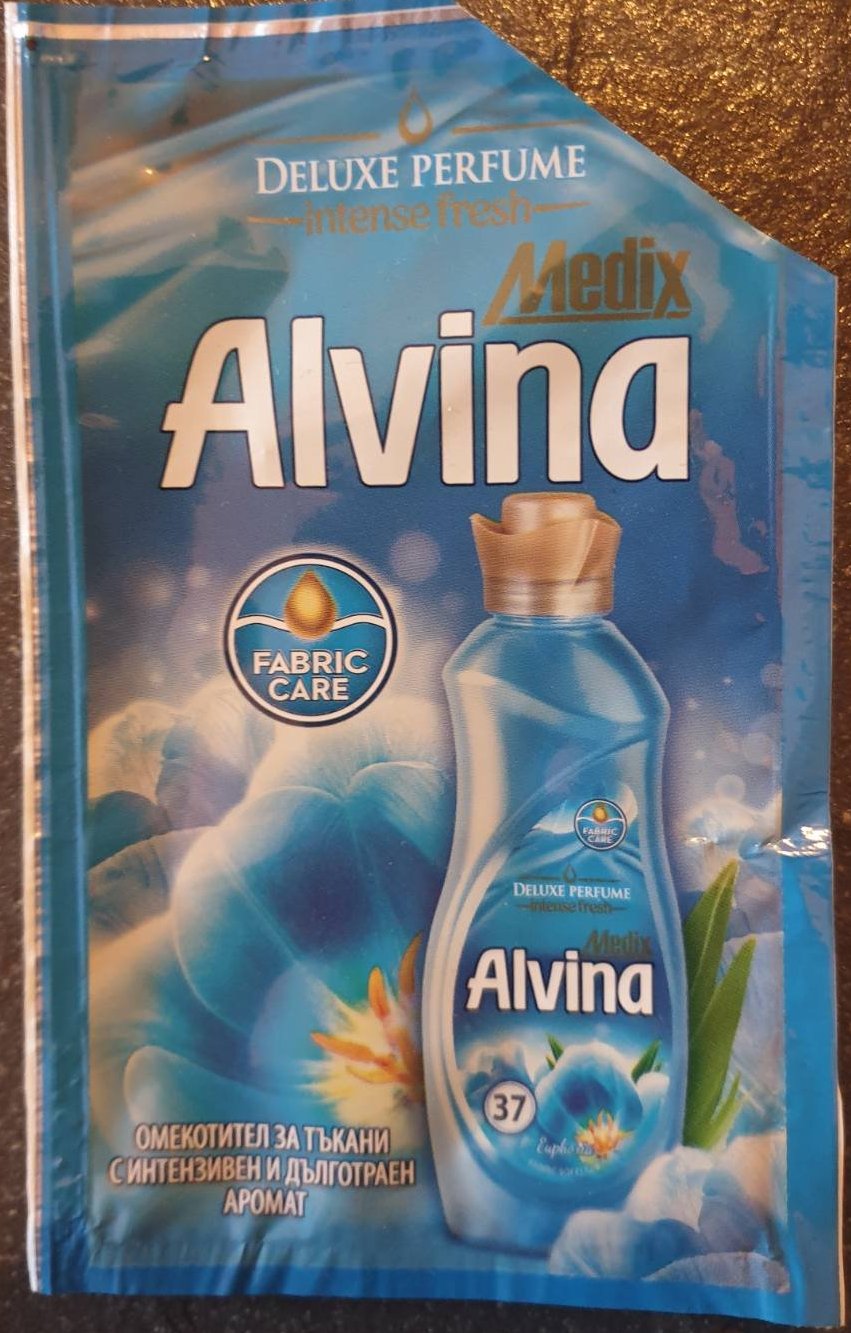 DELUXE PERFUME
intense fresh
Medix
Alvina
FABRIC
CARE
FABRIC
CARE
DELUXE PERFUME
intense fresh
Medix
Alvina
37
ОМЕКОТИТЕЛ ЗА ТЪКАНИ
С ИНТЕНЗИВЕН И ДЪЛГОТРАЕН
АРОМАТ